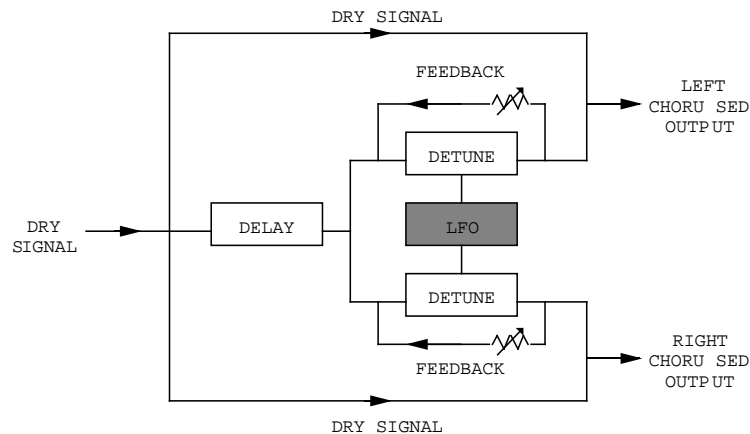 DRY SIGNAL
FEEDBACK
LEFT
CHORU SED
OUTPUT
DETUNE
DRY
SIGNAL
DELAY
LFO
DETUNE
FEEDBACK
RIGHT
CHORU SED
OUTPUT
DRY SIGNAL